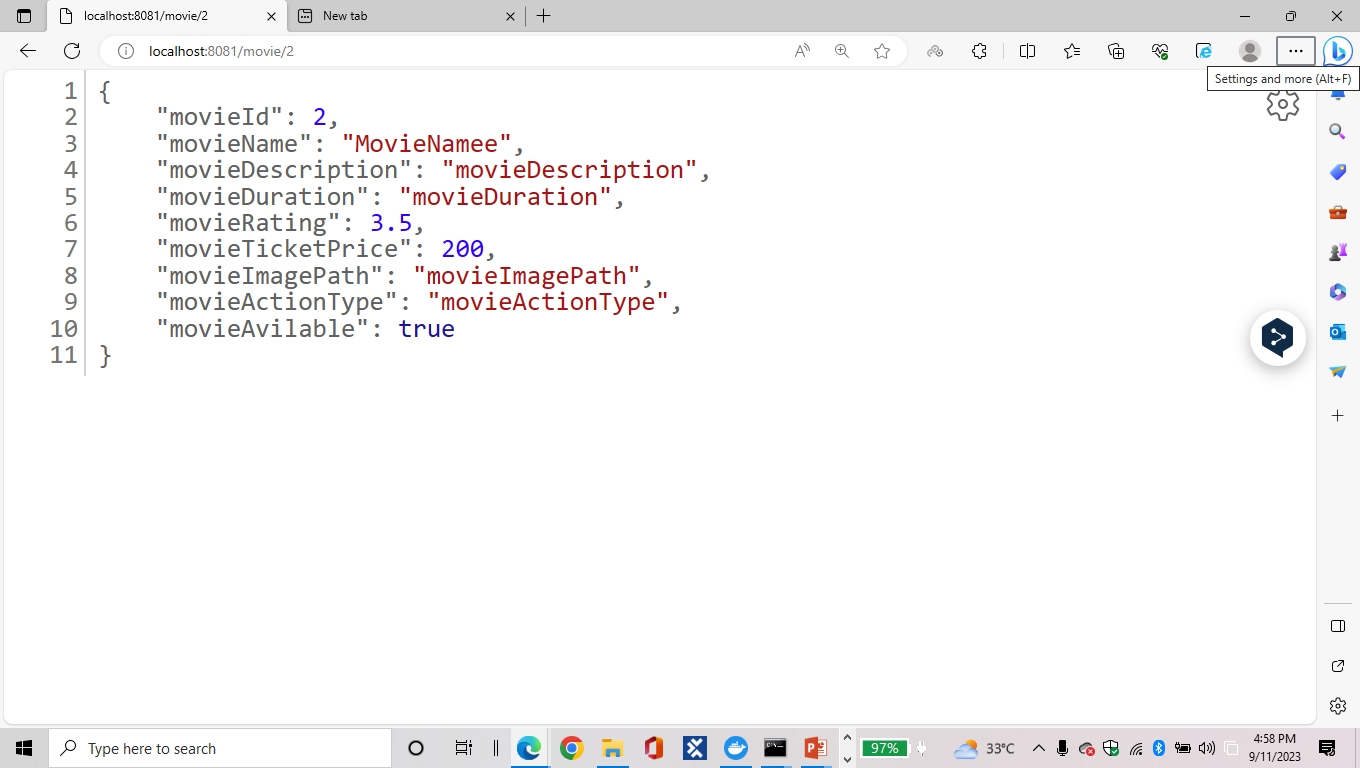 localhost:8081/movie/2
New tab
localhost:8081/movie/2
Settings and more (Alt+F)
1 {
2 "movieId": 2,
3 "movieName": "MovieNamee",
4 "movieDescription": "movieDescription",
5 "movieDuration": "movieDuration",
6 "movieRating": 3.5,
7 "movieTicketPrice": 200,
8 "movieImagePath": "movieImagePath",
9 "movieActionType": "movieActionType",
10 "movieAvilable": true
11 }
Type here to search
97%
33°C
4:58 PM
9/11/2023